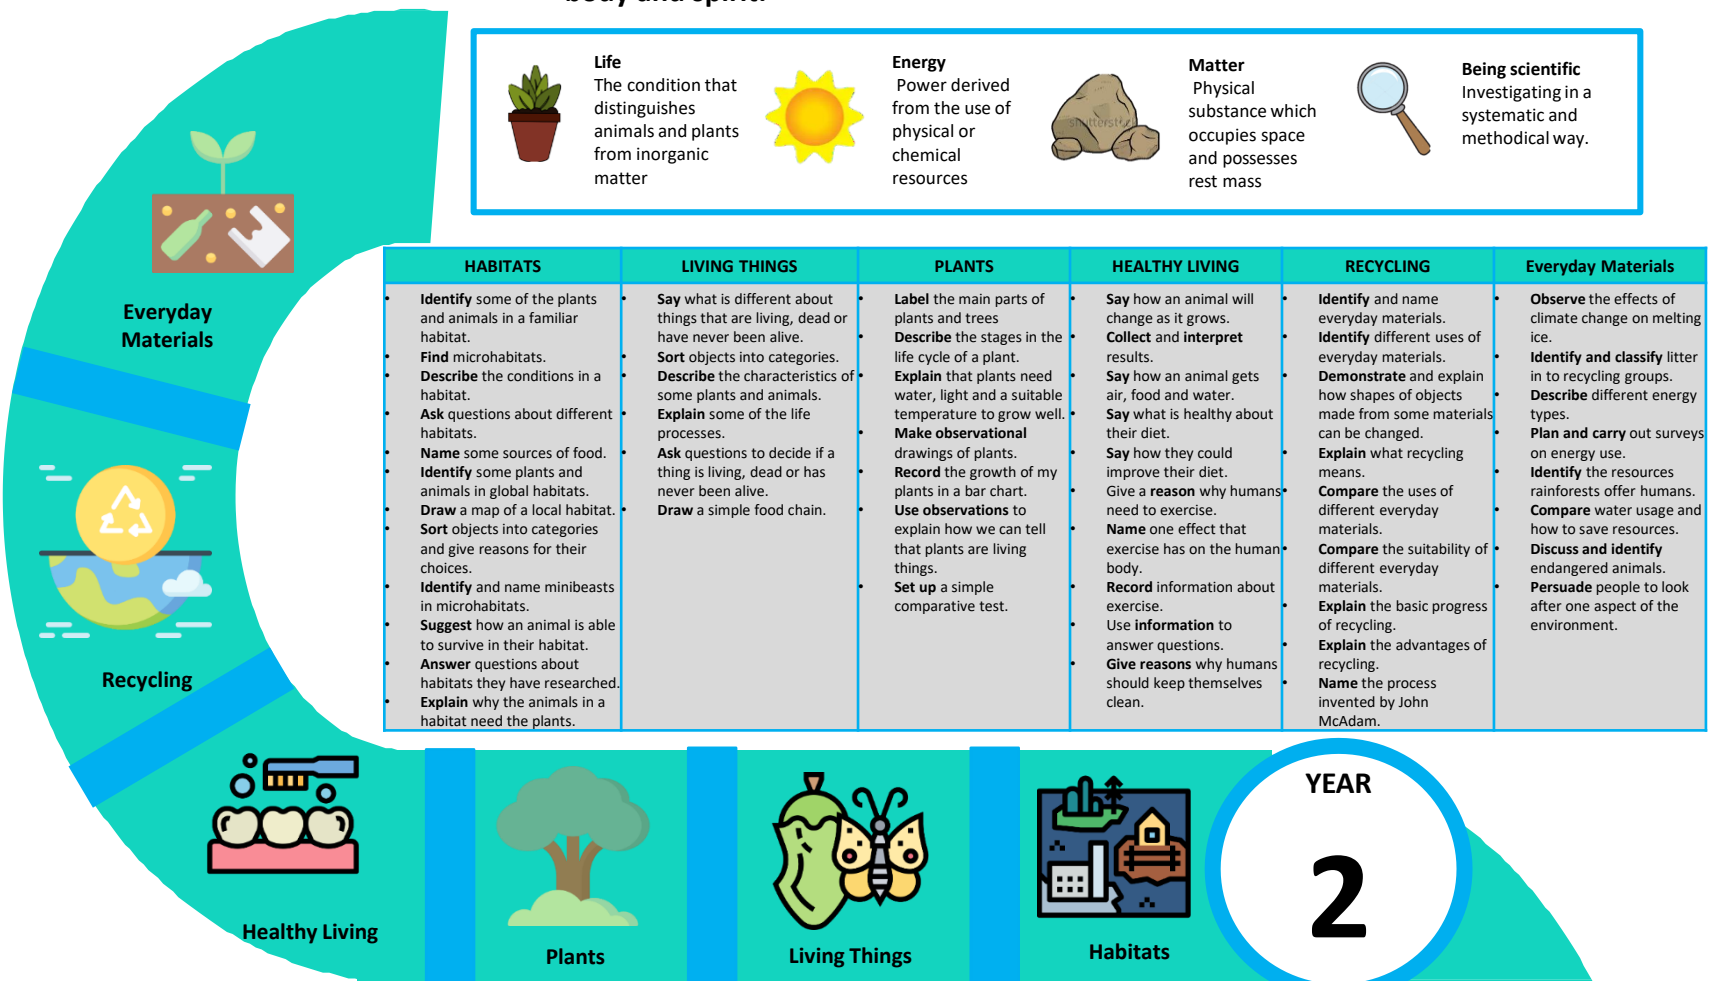 body and spirit.
Life
The condition that
distinguishes
animals and plants
from inorganic
matter
Energy
Power derived
from the use of
physical or
chemical
resources
Matter
Physical
substance which
occupies space
and possesses
rest mass
Being scientific
Investigating in a
systematic and
methodical way.
shutterstock
HABITATS
• Identify some of the plants
and animals in a familiar
habitat.
• Find microhabitats.
• Describe the conditions in a
habitat.
• Ask questions about different
habitats.
• Name some sources of food.
• Identify some plants and
animals in global habitats.
• Draw a map of a local habitat.
• Sort objects into categories
and give reasons for their
choices.
• Identify and name minibeasts
in microhabitats.
• Suggest how an animal is able
to survive in their habitat.
• Answer questions about
habitats they have researched.
• Explain why the animals in a
habitat need the plants.
LIVING THINGS
• Say what is different about
things that are living, dead or
have never been alive.
• Sort objects into categories.
• Describe the characteristics of
some plants and animals.
• Explain some of the life
processes.
• Ask questions to decide if a
thing is living, dead or has
never been alive.
• Draw a simple food chain.
PLANTS
• Label the main parts of
plants and trees
• Describe the stages in the
life cycle of a plant.
• Explain that plants need
water, light and a suitable
temperature to grow well.
• Make observational
drawings of plants.
• Record the growth of my
plants in a bar chart.
• Use observations to
explain how we can tell
that plants are living
things.
• Set up a simple
comparative test.
HEALTHY LIVING
• Say how an animal will
change as it grows.
• Collect and interpret
results.
• Say how an animal gets
air, food and water.
• Say what is healthy about
their diet.
• Say how they could
improve their diet.
• Give a reason why humans
need to exercise.
• Name one effect that
exercise has on the human
body.
• Record information about
exercise.
• Use information to
answer questions.
• Give reasons why humans
should keep themselves
clean.
RECYCLING
• Identify and name
everyday materials.
• Identify different uses of
everyday materials.
• Demonstrate and explain
how shapes of objects
made from some materials
can be changed.
• Explain what recycling
means.
• Compare the uses of
different everyday
materials.
• Compare the suitability of
different everyday
materials.
• Explain the basic progress
of recycling.
• Explain the advantages of
recycling.
• Name the process
invented by John
McAdam.
Everyday Materials
• Observe the effects of
climate change on melting
ice.
• Identify and classify litter
in to recycling groups.
• Describe different energy
types.
• Plan and carry out surveys
on energy use.
• Identify the resources
rainforests offer humans.
• Compare water usage and
how to save resources.
• Discuss and identify
endangered animals.
• Persuade people to look
after one aspect of the
environment.
Everyday
Materials
Recycling
Healthy Living
Plants
Living Things
Habitats
YEAR
2